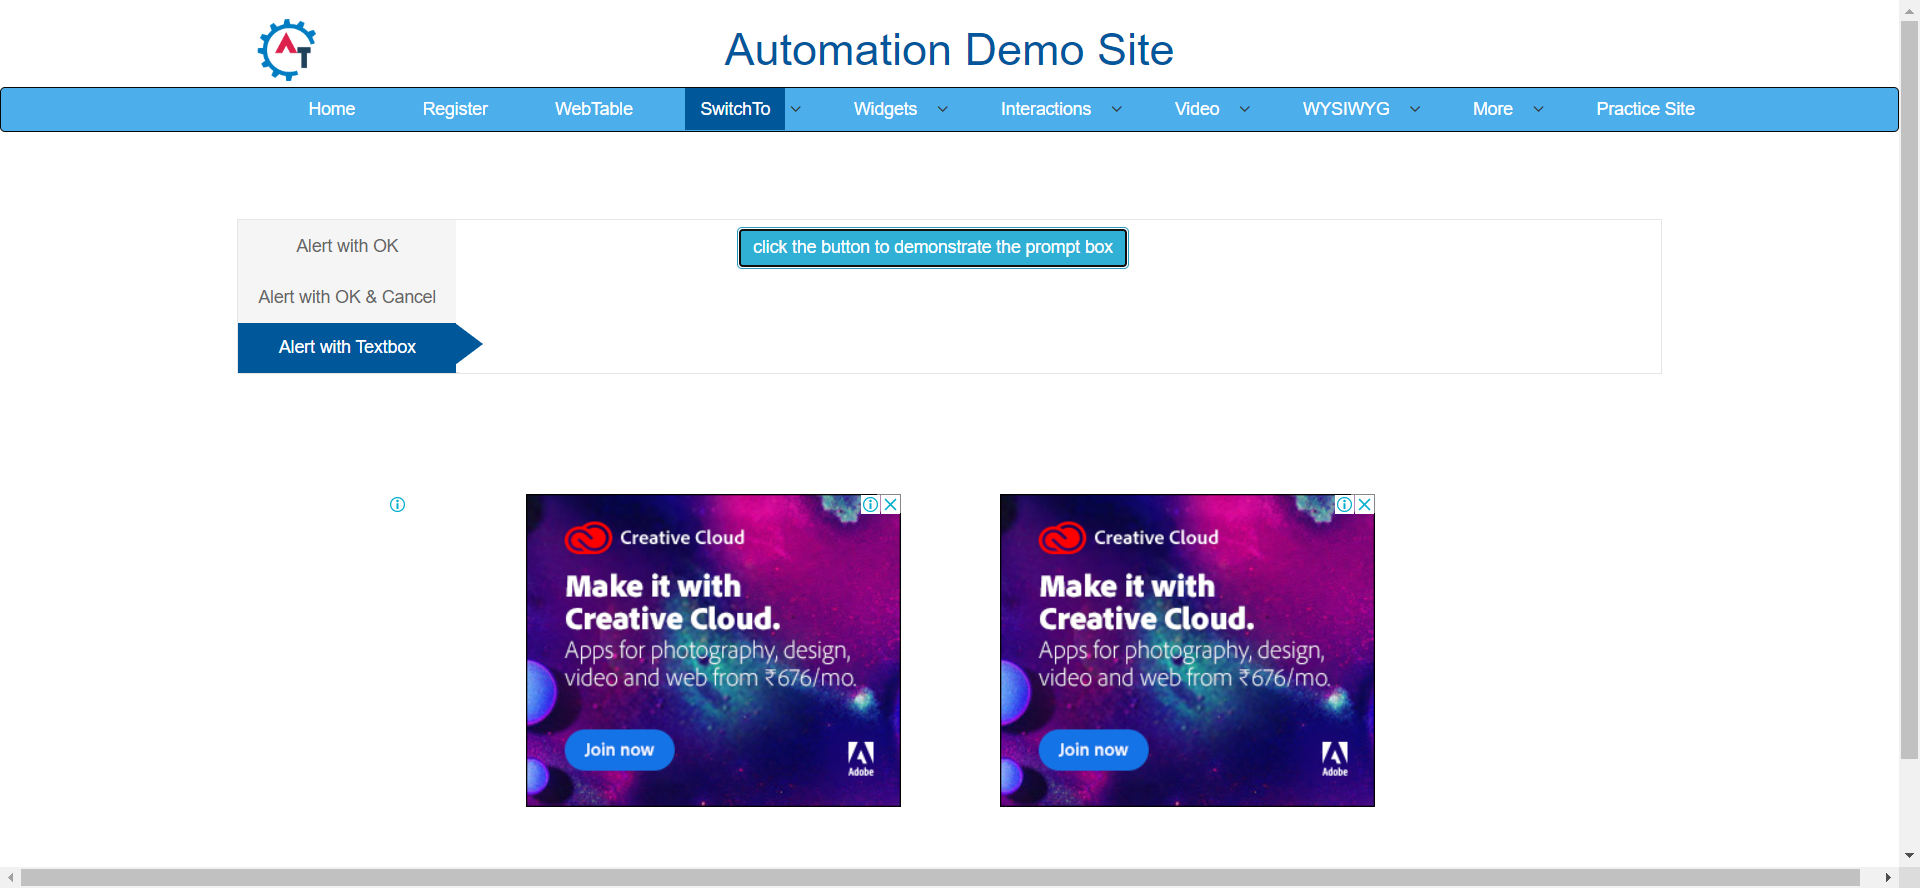 AT
Automation Demo Site
Home Register WebTable SwitchTo Widgets Interactions Video WYSIWYG More Practice Site
Alert with OK
click the button to demonstrate the prompt box
Alert with OK & Cancel
Alert with Textbox
Creative Cloud
Make it with
Creative Cloud.
Apps for photography, design,
video and web from ₹676/mo.
Join now
Adobe
Creative Cloud
Make it with
Creative Cloud.
Apps for photography, design,
video and web from ₹676/mo.
Join now
Adobe